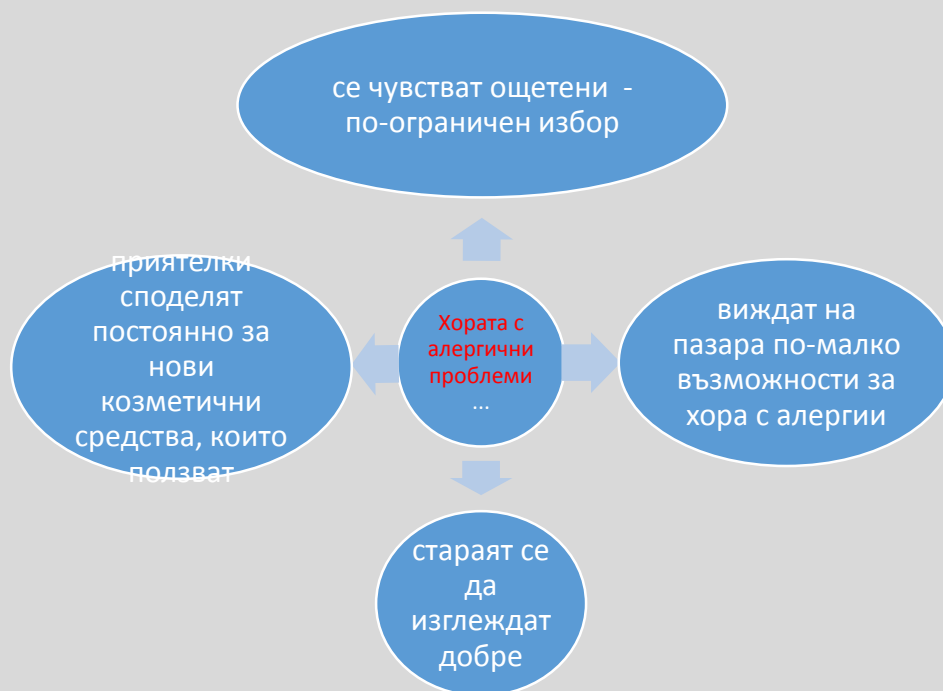 се чувстват ощетени -
по-ограничен избор
приятелки
споделят
постоянно за
нови
козметични
средства, които
ползват
Хората с
алергични
проблеми
...
виждат на
пазара по-малко
възможности за
хора с алергии
стараят се
да
изглеждат
добре